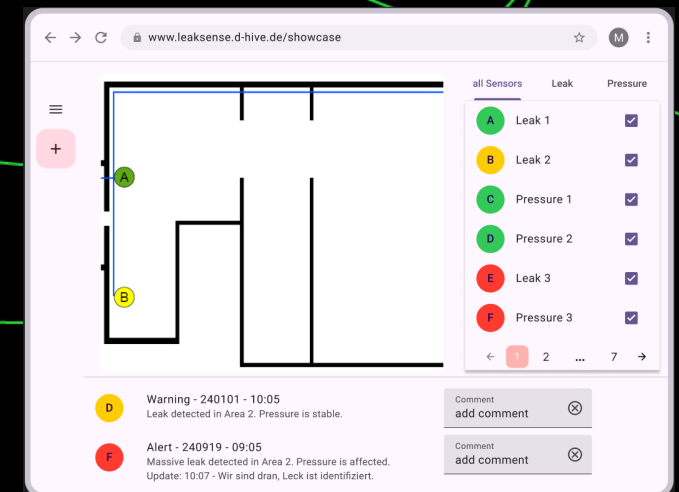 www.leaksense.d-hive.de/showcase
M
all Sensors Leak Pressure
A Leak 1
B Leak 2
C Pressure 1
D Pressure 2
E Leak 3
F Pressure 3
1 2 ... 7
+
A
B
D
Warning - 240101 - 10:05
Leak detected in Area 2. Pressure is stable.
Comment
add comment
F
Alert - 240919 - 09:05
Massive leak detected in Area 2. Pressure is affected.
Update: 10:07 - Wir sind dran, Leck ist identifiziert.
Comment
add comment